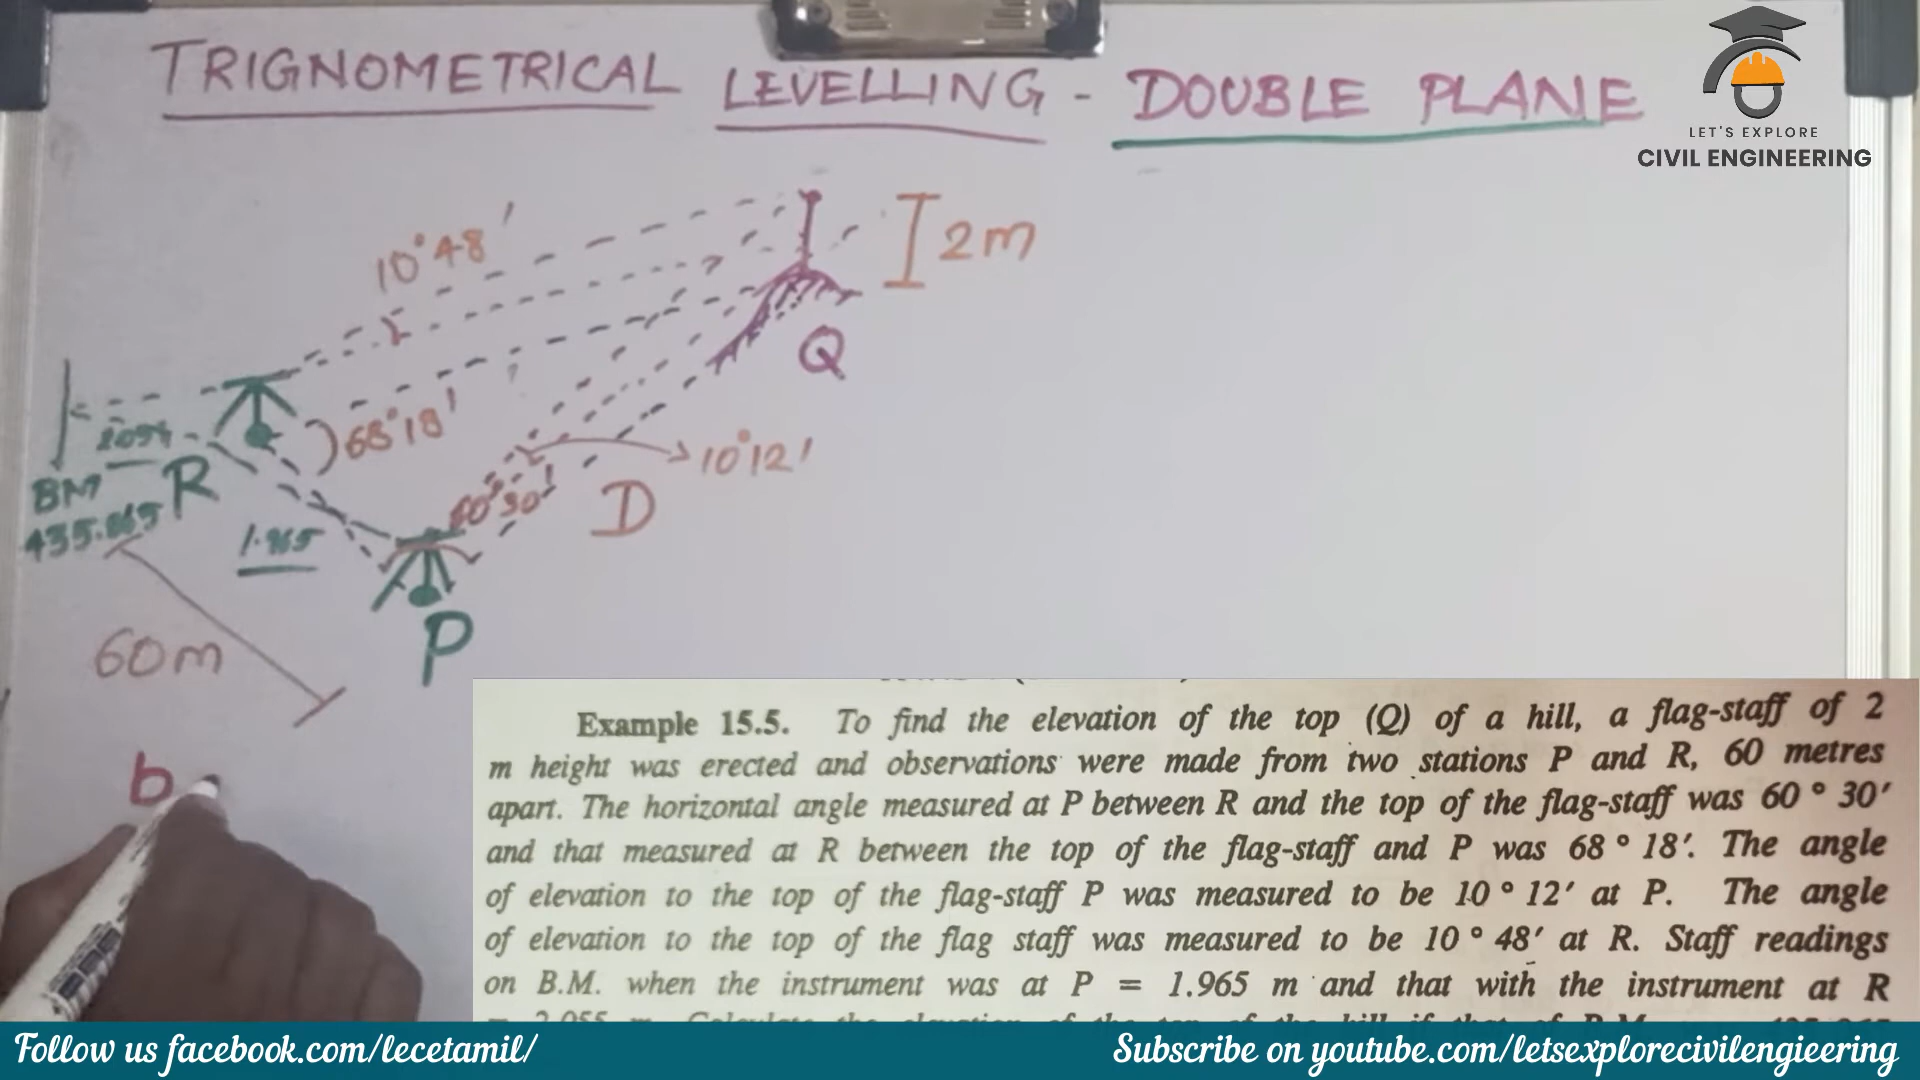 TRIGNOMETRICAL LEVELLING - DOUBLE PLANE
LET'S EXPLORE
CIVIL ENGINEERING
10°48'
2m
Q
68°18'
10°12'
BM
R
60°30'
D
1.965
P
60m
b
Example 15.5. To find the elevation of the top (Q) of a hill, a flag-staff of 2
m height was erected and observations were made from two stations P and R, 60 metres
apart. The horizontal angle measured at P between R and the top of the flag-staff was 60° 30′
and that measured at R between the top of the flag-staff and P was 68° 18′. The angle
of elevation to the top of the flag-staff P was measured to be 10° 12′ at P. The angle
of elevation to the top of the flag staff was measured to be 10° 48′ at R. Staff readings
on B.M. when the instrument was at P = 1.965 m and that with the instrument at R
Follow us facebook.com/lecetamil/
Subscribe on youtube.com/letsexplorecivilengieering